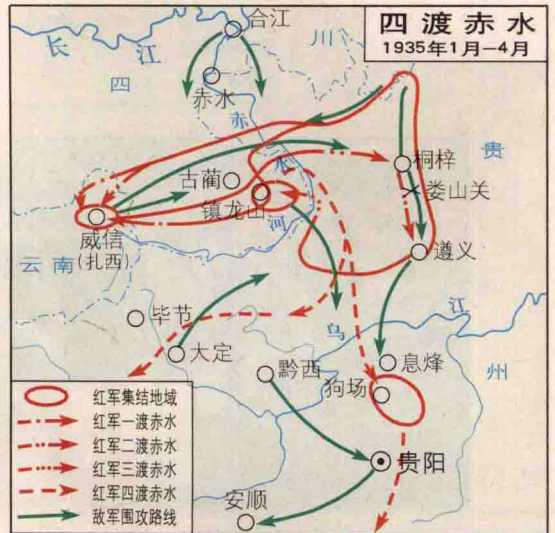 四渡赤水
1935年1月—4月
合江
长江
川
四
赤水
赤
水
河
贵
桐梓
古蔺
娄山关
镇龙山
威信
(扎西)
遵义
云南
毕节
乌
江
大定
黔西
息烽
州
狗场
贵阳
安顺
红军集结地域
红军一渡赤水
红军二渡赤水
红军三渡赤水
红军四渡赤水
敌军围攻路线